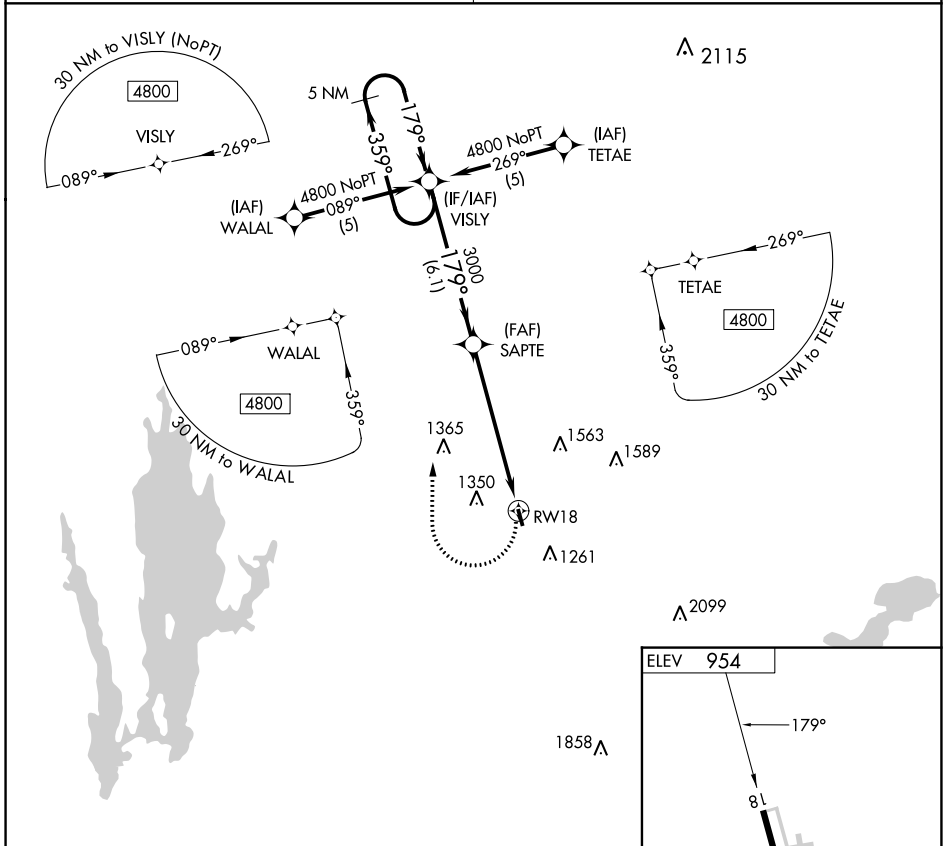 30 NM to VISLY (NoPT)
4800
VISLY
089°
269°
2115
5 NM
179°
359°
4800 NoPT
269°
(5)
(IAF)
TETAE
4800 NoPT
089°
(5)
(IAF)
WALAL
(IF/IAF)
VISLY
3000
179°
(6.1)
(FAF)
SAPTE
269°
TETAE
4800
359°
30 NM to TETAE
089°
WALAL
4800
359°
30 NM to WALAL
1365
1563
1589
1350
RW18
1261
2099
1858
ELEV 954
179°
18